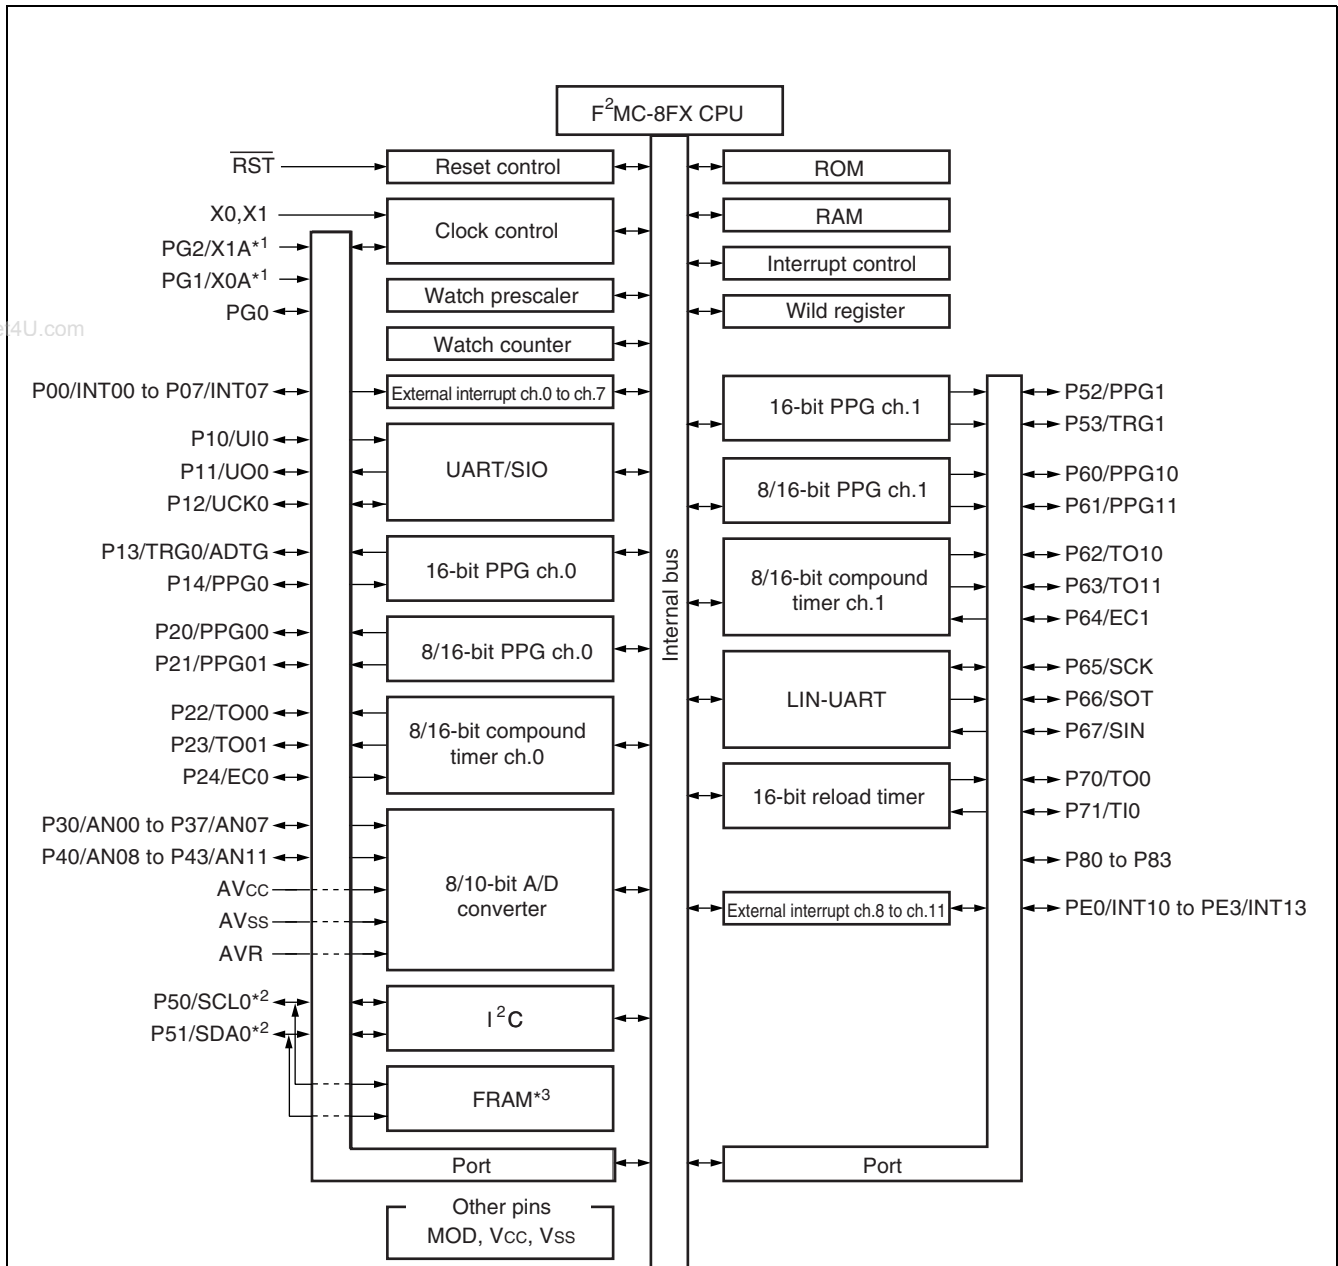 F2MC-8FX CPU
RST
Reset control
ROM
X0,X1
Clock control
RAM
PG2/X1A*1
PG1/X0A*1
Interrupt control
PG0
Watch prescaler
Wild register
et4U.com
Watch counter
P00/INT00 to P07/INT07
External interrupt ch.0 to ch.7
16-bit PPG ch.1
P52/PPG1
P53/TRG1
P10/UI0
P11/UO0
P12/UCK0
UART/SIO
8/16-bit PPG ch.1
P60/PPG10
P61/PPG11
P13/TRG0/ADTG
P14/PPG0
16-bit PPG ch.0
Internal bus
8/16-bit compound
timer ch.1
P62/TO10
P63/TO11
P64/EC1
P20/PPG00
P21/PPG01
8/16-bit PPG ch.0
LIN-UART
P65/SCK
P66/SOT
P67/SIN
P22/TO00
P23/TO01
P24/EC0
8/16-bit compound
timer ch.0
16-bit reload timer
P70/TO0
P71/TI0
P30/AN00 to P37/AN07
P40/AN08 to P43/AN11
AVCC
AVSS
AVR
8/10-bit A/D
converter
P80 to P83
External interrupt ch.8 to ch.11
PE0/INT10 to PE3/INT13
P50/SCL0*2
P51/SDA0*2
I2C
FRAM*3
Port
Port
Other pins
MOD, VCC, VSS